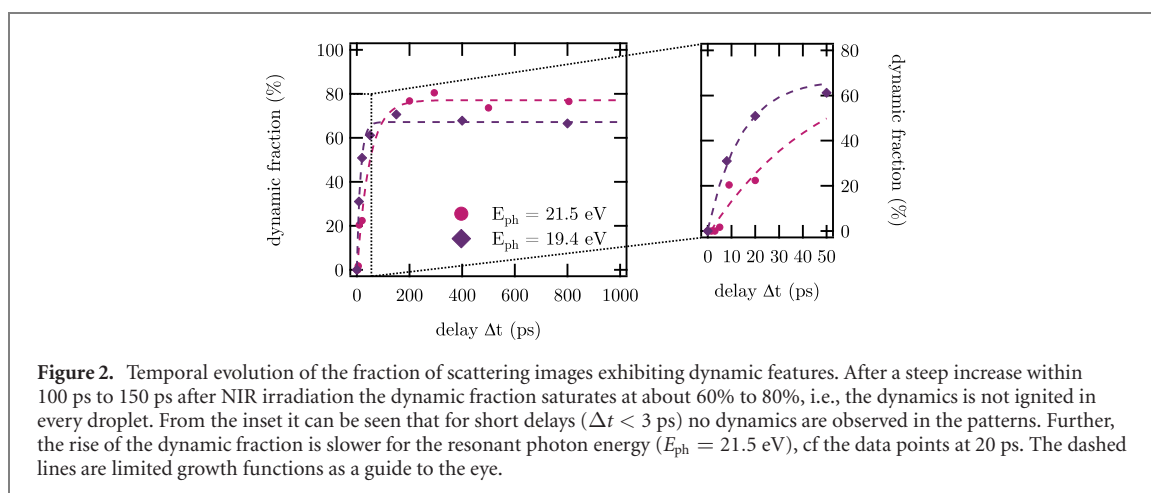 100
80
60
40
20
0
dynamic fraction (%)
0 200 400 600 800 1000
delay Δt (ps)
E_ph = 21.5 eV
E_ph = 19.4 eV
80
60
40
20
0
dynamic fraction (%)
0 10 20 30 50
delay Δt (ps)
Figure 2. Temporal evolution of the fraction of scattering images exhibiting dynamic features. After a steep increase within
100 ps to 150 ps after NIR irradiation the dynamic fraction saturates at about 60% to 80%, i.e., the dynamics is not ignited in
every droplet. From the inset it can be seen that for short delays (Δt < 3 ps) no dynamics are observed in the patterns. Further,
the rise of the dynamic fraction is slower for the resonant photon energy (E_ph = 21.5 eV), cf the data points at 20 ps. The dashed
lines are limited growth functions as a guide to the eye.